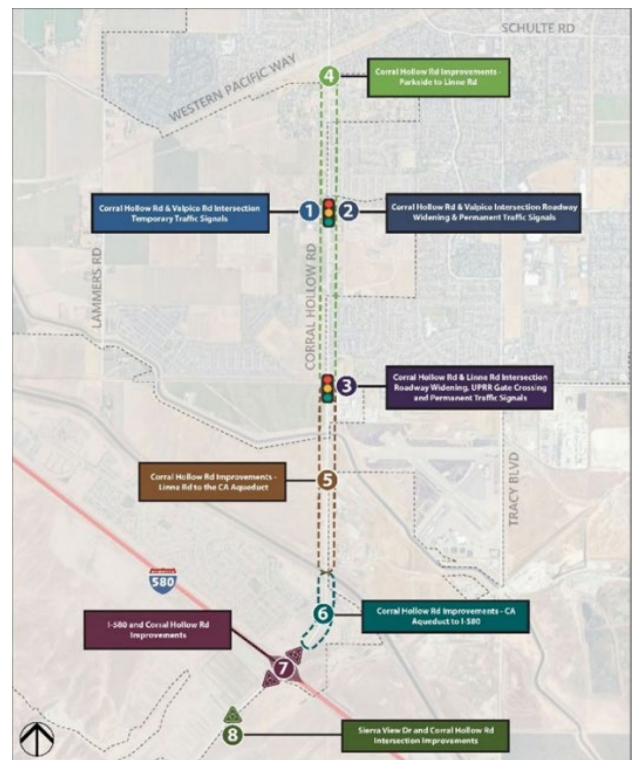 SCHULTE RD
4
Corral Hollow Rd Improvements -
Parkside to Linne Rd
WESTERN PACIFIC WAY
Corral Hollow Rd & Valpico Rd Intersection
Temporary Traffic Signals
1
2
Corral Hollow Rd & Valpico Intersection Roadway
Widening & Permanent Traffic Signals
LAMMERS RD
CORRAL HOLLOW RD
3
Corral Hollow Rd & Linne Rd Intersection
Roadway Widening, UPRR Gate Crossing
and Permanent Traffic Signals
Corral Hollow Rd Improvements -
Linne Rd to the CA Aqueduct
5
TRACY BLVD
580
6
Corral Hollow Rd Improvements - CA
Aqueduct to I-580
I-580 and Corral Hollow Rd
Improvements
7
8
Sierra View Dr and Corral Hollow Rd
Intersection Improvements